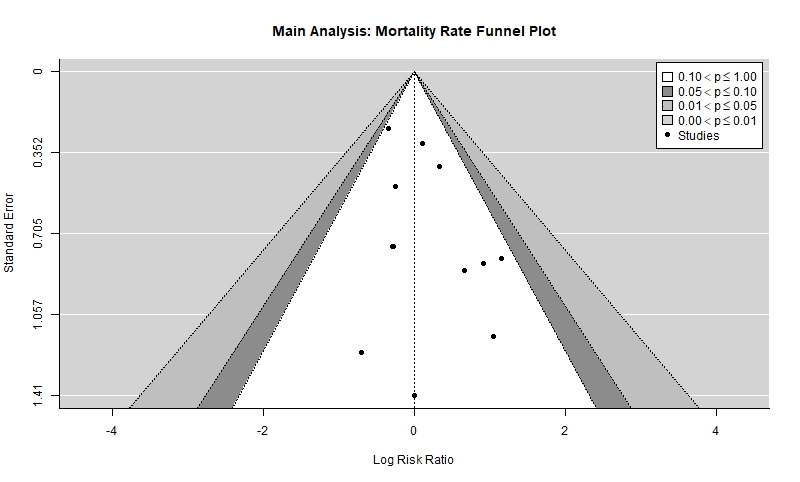 Main Analysis: Mortality Rate Funnel Plot
0.10 < p ≤ 1.00
0.05 < p ≤ 0.10
0.01 < p ≤ 0.05
0.00 < p ≤ 0.01
Studies
Standard Error
0
0.352
0.705
1.057
1.41
-4
-2
0
2
4
Log Risk Ratio